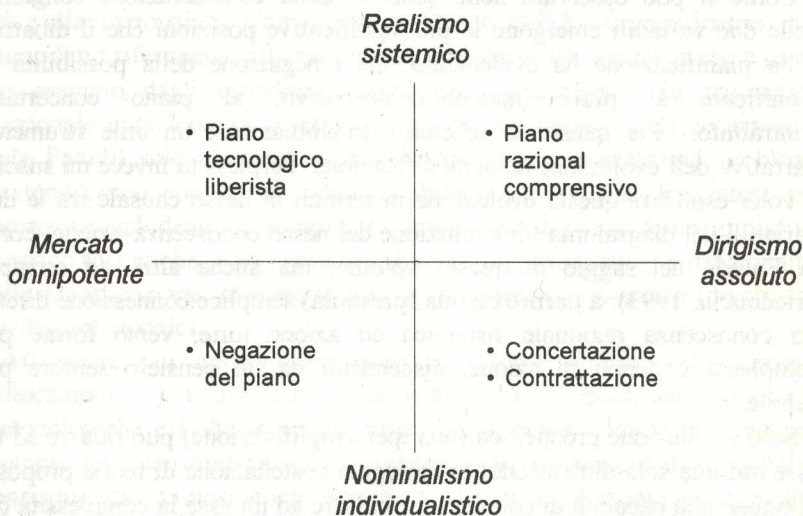 Realismo
sistemico
• Piano
tecnologico
liberista
• Piano
razional
comprensivo
Mercato
onnipotente
Dirigismo
assoluto
• Negazione
del piano
• Concertazione
• Contrattazione
Nominalismo
individualistico